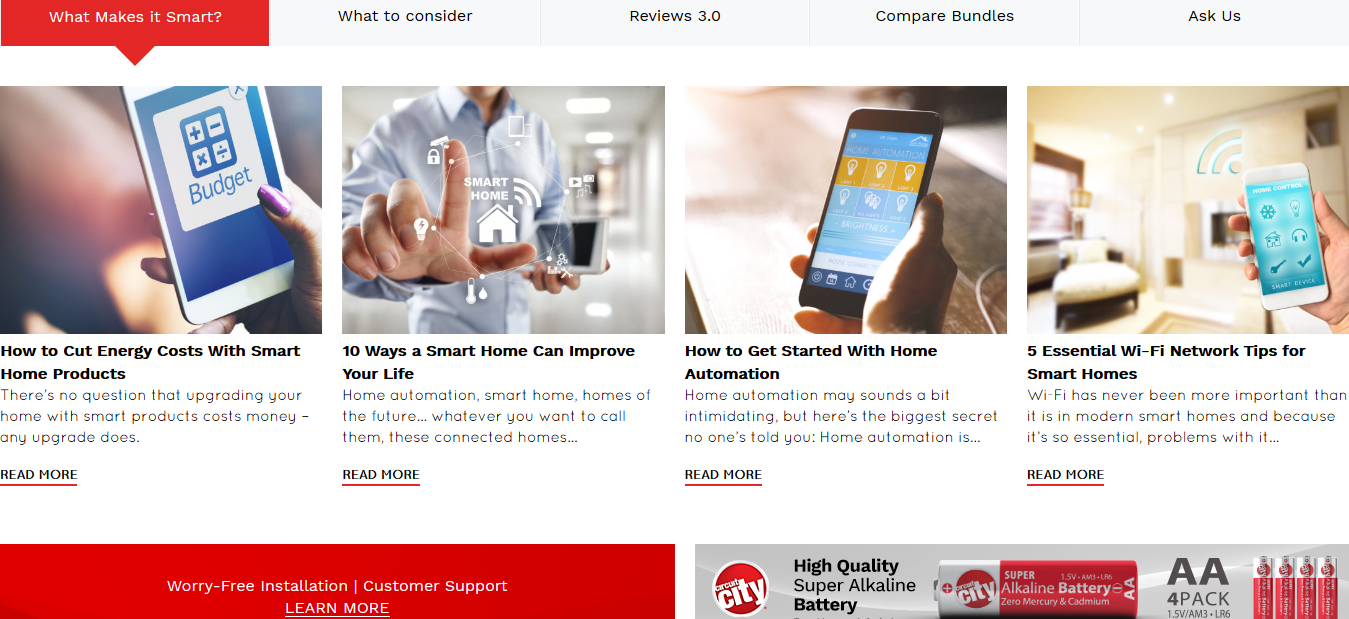 What Makes it Smart?
What to consider
Reviews 3.0
Compare Bundles
Ask Us
Budget
SMART
HOME
HOME AUTOMATION
BRIGHTNESS
HOME CONTROL
SMART DEVICE
How to Cut Energy Costs With Smart
Home Products
There's no question that upgrading your
home with smart products costs money –
any upgrade does.
READ MORE
10 Ways a Smart Home Can Improve
Your Life
Home automation, smart home, homes of
the future... whatever you want to call
them, these connected homes...
READ MORE
How to Get Started With Home
Automation
Home automation may sounds a bit
intimidating, but here's the biggest secret
no one's told you: Home automation is...
READ MORE
5 Essential Wi-Fi Network Tips for
Smart Homes
Wi-Fi has never been more important than
it is in modern smart homes and because
it's so essential, problems with it...
READ MORE
Worry-Free Installation | Customer Support
LEARN MORE
circuit
city
High Quality
Super Alkaline
Battery
circuit
city
SUPER
1.5V • AM3 • LR6
Alkaline Battery
Zero Mercury & Cadmium
AA
AA
4PACK
1.5V/AM3 • LR6